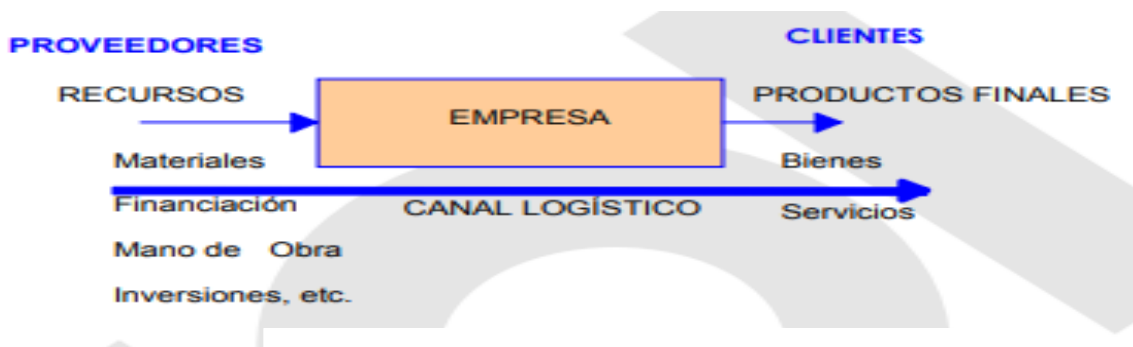 PROVEEDORES
CLIENTES
RECURSOS
EMPRESA
PRODUCTOS FINALES
Materiales
Bienes
Financiación
CANAL LOGÍSTICO
Servicios
Mano de Obra
Inversiones, etc.